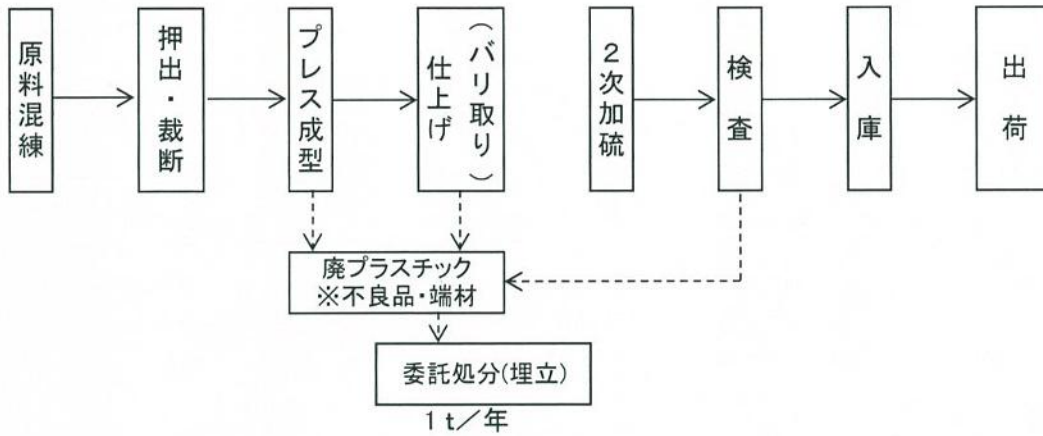 原料混練
押出・裁断
プレス成型
仕上げ
（バリ取り）
２次加硫
検査
入庫
出荷
廃プラスチック
※不良品・端材
委託処分(埋立)
１ｔ／年